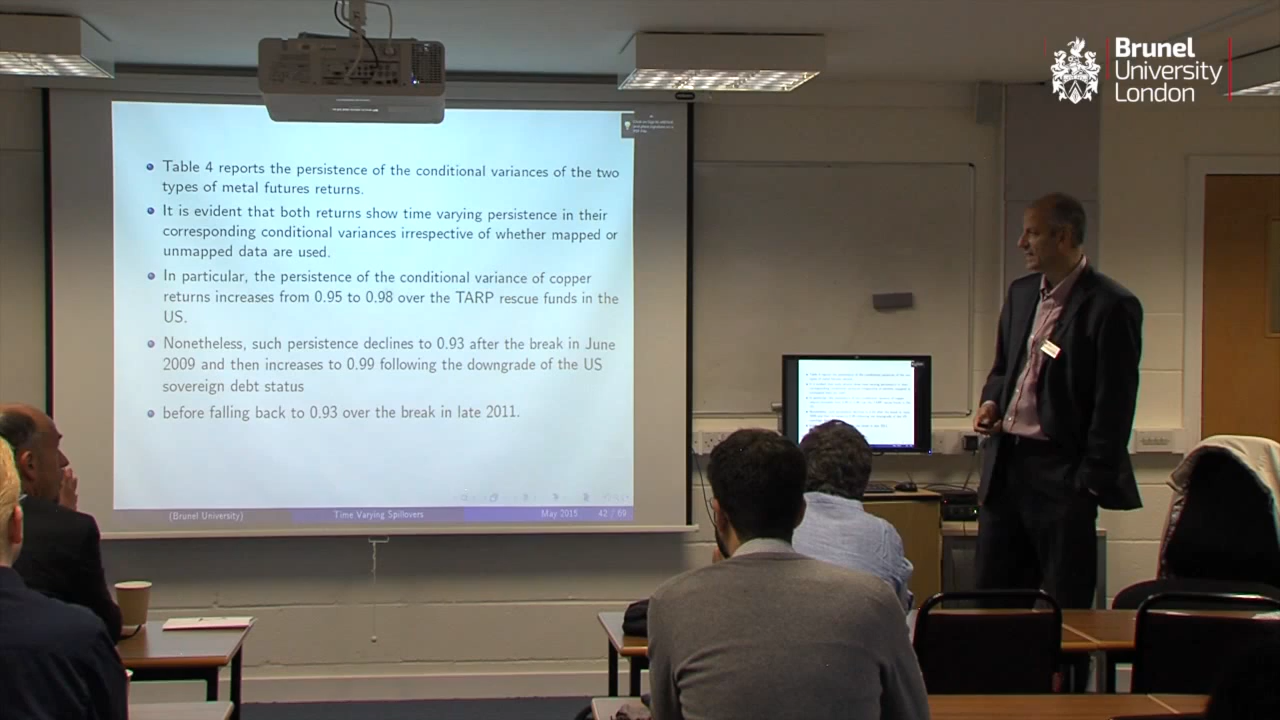 Brunel
University
London
Table 4 reports the persistence of the conditional variances of the two
types of metal futures returns.
It is evident that both returns show time varying persistence in their
corresponding conditional variances irrespective of whether mapped or
unmapped data are used.
In particular, the persistence of the conditional variance of copper
returns increases from 0.95 to 0.98 over the TARP rescue funds in the
US.
Nonetheless, such persistence declines to 0.93 after the break in June
2009 and then increases to 0.99 following the downgrade of the US
sovereign debt status
before falling back to 0.93 over the break in late 2011.
(Brunel University) Time Varying Spillovers May 2015 42 / 69